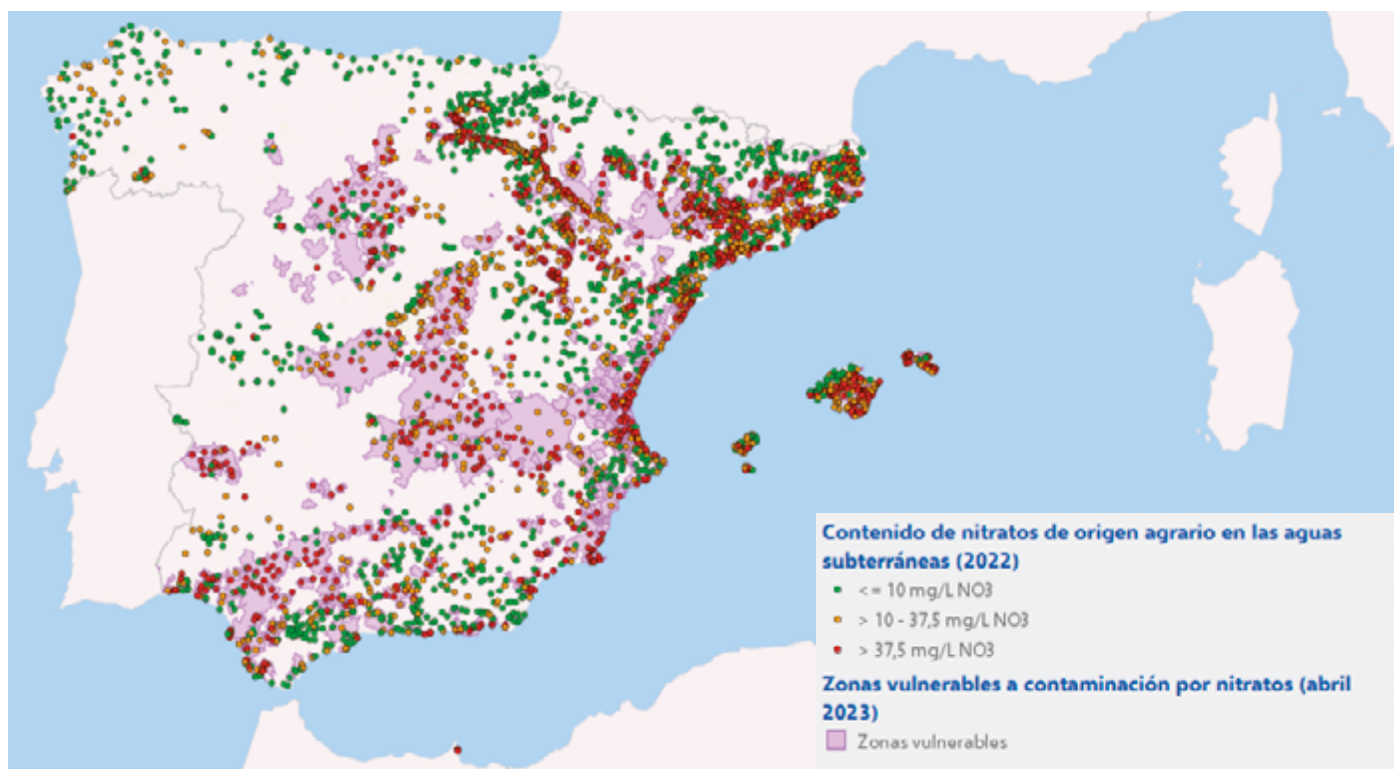 Contenido de nitratos de origen agrario en las aguas
subterráneas (2022)
<= 10 mg/L NO3
> 10 - 37,5 mg/L NO3
> 37,5 mg/L NO3
Zonas vulnerables a contaminación por nitratos (abril
2023)
Zonas vulnerables